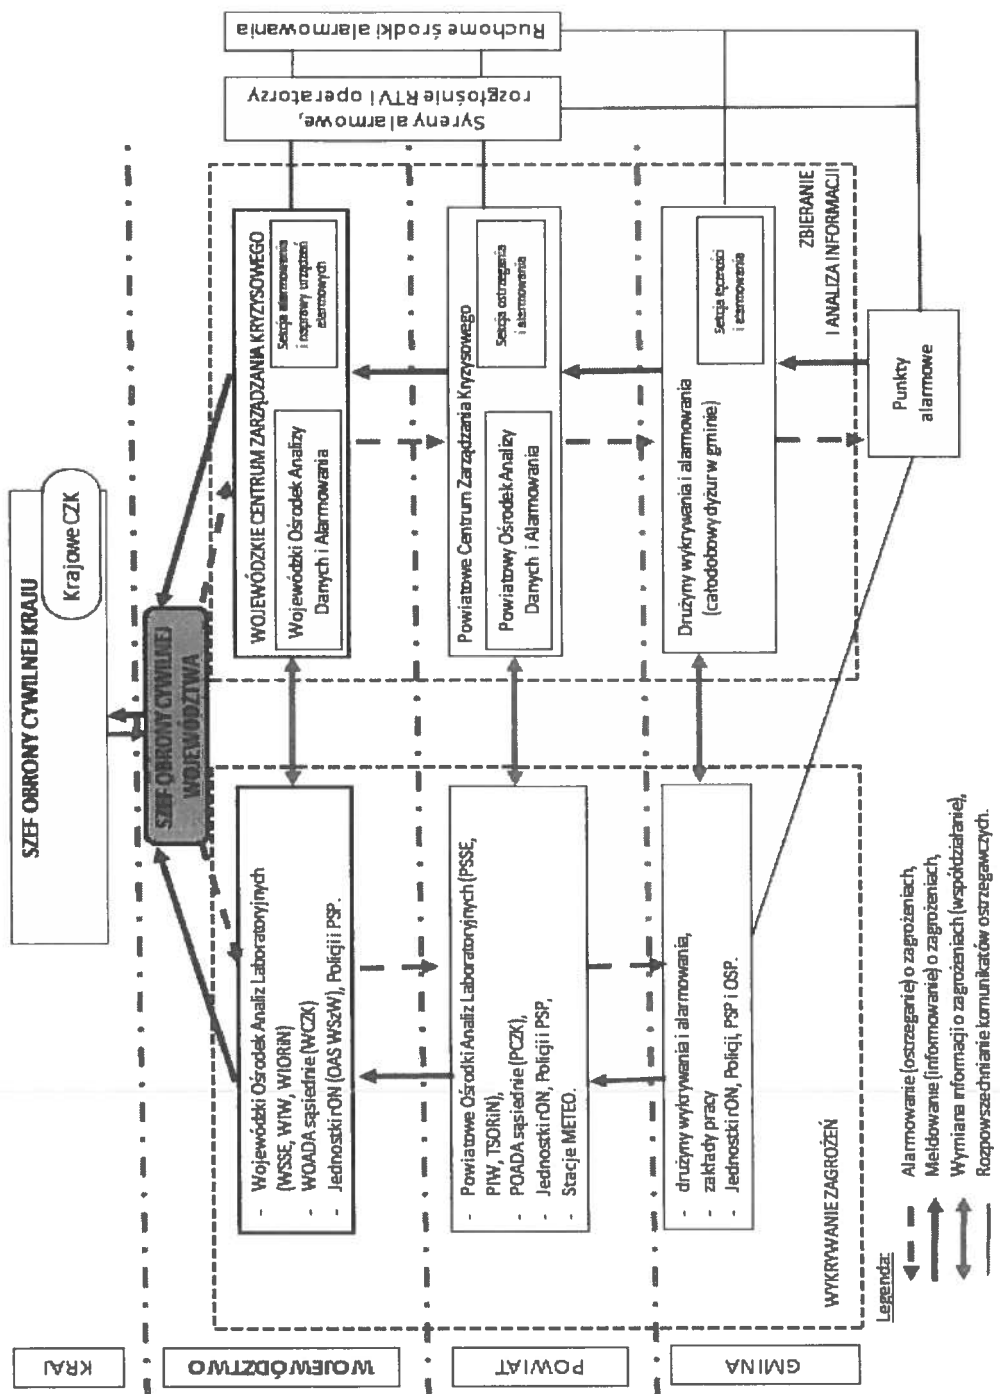 SZEF OBRONY CYWILNEJ KRAJU
Krajowe CZK
KRAJ
SZEF OBRONY CYWILNEJ
WOJEWÓDZTWA
WOJEWÓDZTWO
- Wojewódzki Ośrodek Analiz Laboratoryjnych
(WSSE, WIW, WIORiN)
- WOADA sąsiednie (WCZK)
- Jednostki rON (OAS WSzW), Policji i PSP.
WOJEWÓDZKIE CENTRUM ZARZĄDZANIA KRYZYSOWEGO
Wojewódzki Ośrodek Analizy
Danych i Alarmowania
Sekcja alarmowania
i naprawy urządzeń
alarmowych
POWIAT
- Powiatowe Ośrodki Analiz Laboratoryjnych (PSSE,
PIW, TSORiN),
- POADA sąsiednie (PCZK),
- Jednostki rON, Policji i PSP,
- Stacje METEO.
Powiatowe Centrum Zarządzania Kryzysowego
Powiatowy Ośrodek Analizy
Danych i Alarmowania
Sekcja ostrzegania
i alarmowania
GMINA
- drużyny wykrywania i alarmowania,
- zakłady pracy
- Jednostki rON, Policji, PSP i OSP.
Drużyny wykrywania i alarmowania
(całodobowy dyżur w gminie)
Sekcja łączności
i alarmowania
WYKRYWANIE ZAGROŻEŃ
ZBIERANIE
I ANALIZA INFORMACJI
Syreny alarmowe,
rozgłośnie RTV i operatorzy
Ruchome środki alarmowania
Punkty
alarmowe
Legenda:
Alarmowanie (ostrzeganie) o zagrożeniach,
Meldowanie (informowanie) o zagrożeniach,
Wymiana informacji o zagrożeniach (współdziałanie),
Rozpowszechnianie komunikatów ostrzegawczych.